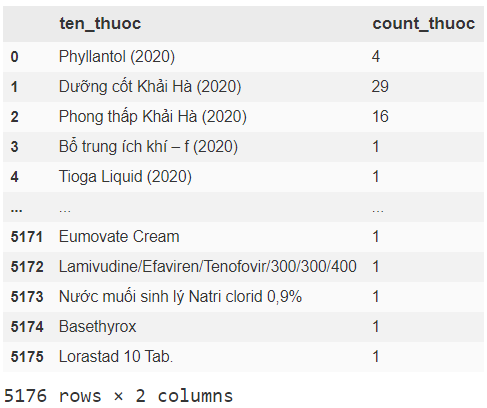 ten_thuoc count_thuoc
0 Phyllantol (2020) 4
1 Dưỡng cốt Khải Hà (2020) 29
2 Phong thấp Khải Hà (2020) 16
3 Bổ trung ích khí – f (2020) 1
4 Tioga Liquid (2020) 1
... ... ...
5171 Eumovate Cream 1
5172 Lamivudine/Efaviren/Tenofovir/300/300/400 1
5173 Nước muối sinh lý Natri clorid 0,9% 1
5174 Basethyrox 1
5175 Lorastad 10 Tab. 1
5176 rows × 2 columns